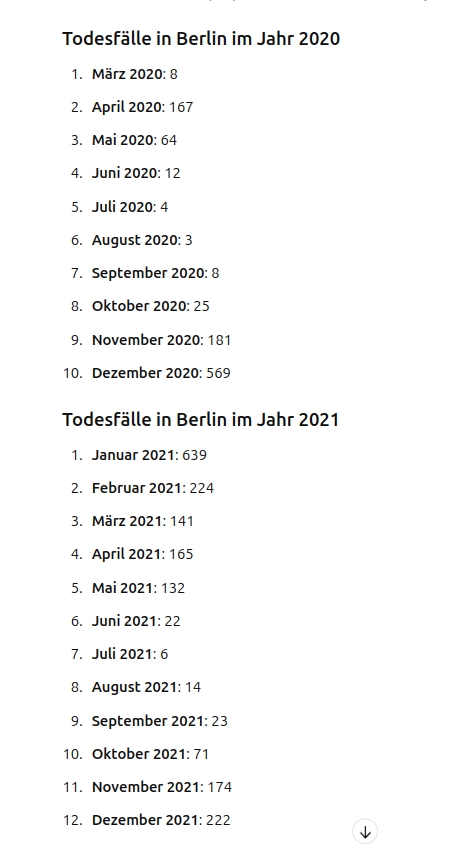 Todesfälle in Berlin im Jahr 2020
1. März 2020: 8
2. April 2020: 167
3. Mai 2020: 64
4. Juni 2020: 12
5. Juli 2020: 4
6. August 2020: 3
7. September 2020: 8
8. Oktober 2020: 25
9. November 2020: 181
10. Dezember 2020: 569
Todesfälle in Berlin im Jahr 2021
1. Januar 2021: 639
2. Februar 2021: 224
3. März 2021: 141
4. April 2021: 165
5. Mai 2021: 132
6. Juni 2021: 22
7. Juli 2021: 6
8. August 2021: 14
9. September 2021: 23
10. Oktober 2021: 71
11. November 2021: 174
12. Dezember 2021: 222